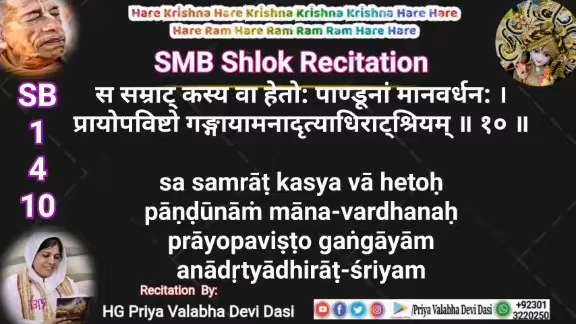 Hare Krishna Hare Krishna Krishna Krishna Hare Hare
Hare Ram Hare Ram Ram Ram Hare Hare
SMB Shlok Recitation
SB
1
4
10
स सम्राट् कस्य वा हेतो: पाण्डूनां मानवर्धन: ।
प्रायोपविष्टो गङ्गायामनादृत्याधिराट्‌श्रियम् ॥ १० ॥
sa samrāṭ kasya vā hetoḥ
pāṇḍūnāṁ māna-vardhanaḥ
prāyopaviṣṭo gaṅgāyām
anādṛtyādhirāṭ-śriyam
Recitation By:
HG Priya Valabha Devi Dasi
/Priya Valabha Devi Dasi
+92301
3220250